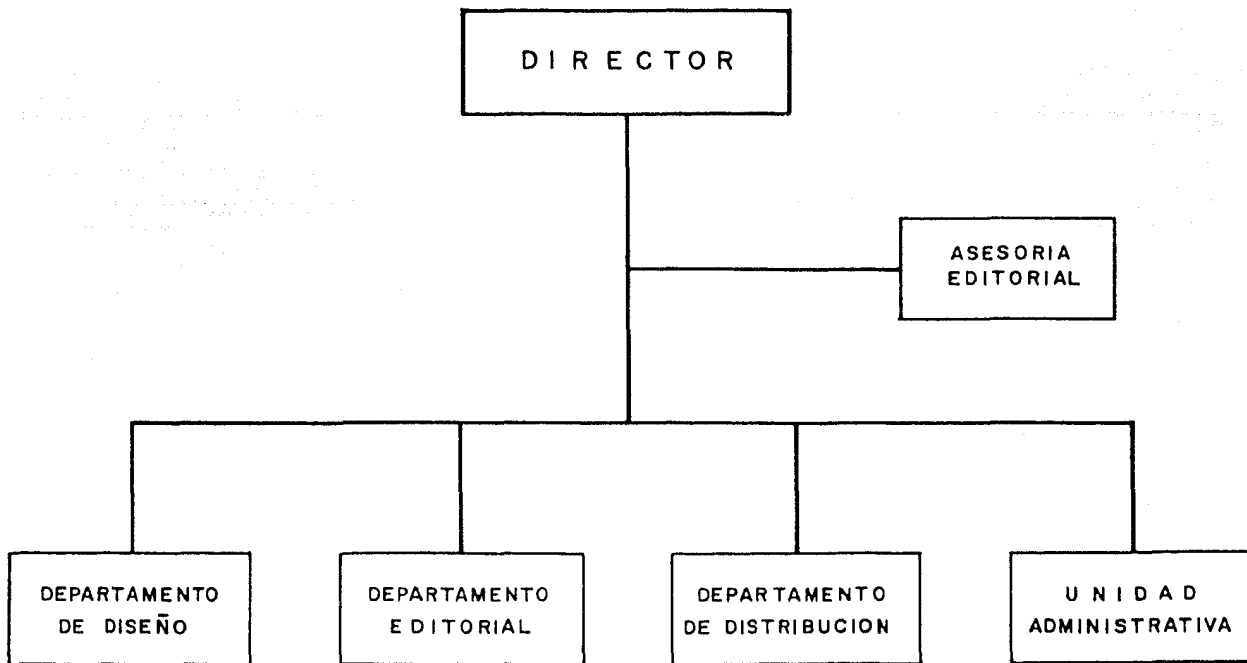 DIRECTOR
ASESORIA
EDITORIAL
DEPARTAMENTO
DE DISEÑO
DEPARTAMENTO
EDITORIAL
DEPARTAMENTO
DE DISTRIBUCION
UNIDAD
ADMINISTRATIVA